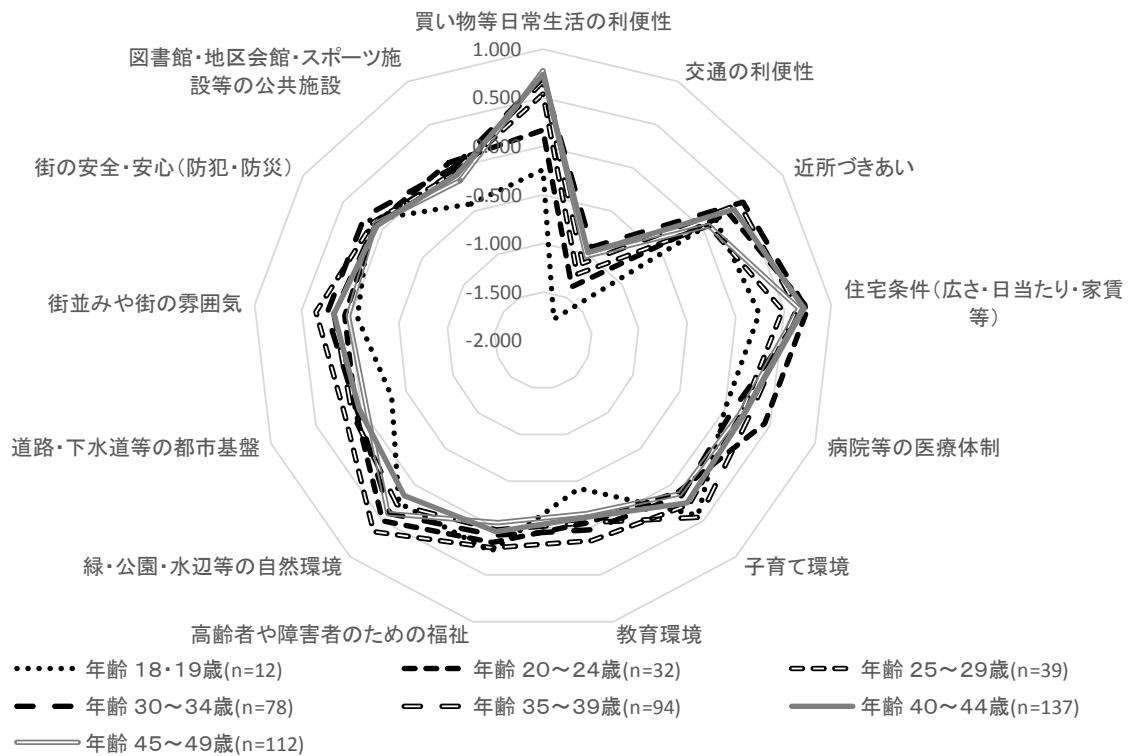 買い物等日常生活の利便性
交通の利便性
近所づきあい
住宅条件（広さ・日当たり・家賃
等）
病院等の医療体制
子育て環境
教育環境
高齢者や障害者のための福祉
緑・公園・水辺等の自然環境
道路・下水道等の都市基盤
街並みや街の雰囲気
街の安全・安心（防犯・防災）
図書館・地区会館・スポーツ施
設等の公共施設
1.000
0.500
0.000
-0.500
-1.000
-1.500
-2.000
年齢 18・19歳(n=12)
年齢 20～24歳(n=32)
年齢 25～29歳(n=39)
年齢 30～34歳(n=78)
年齢 35～39歳(n=94)
年齢 40～44歳(n=137)
年齢 45～49歳(n=112)